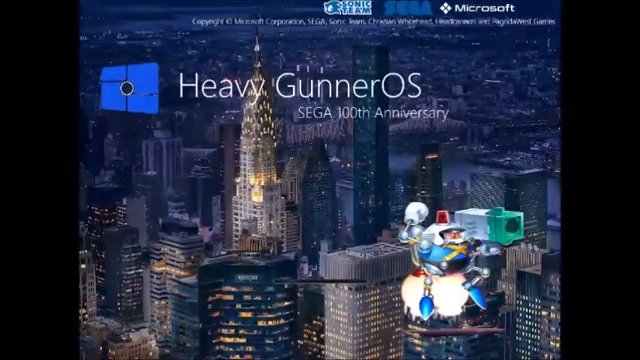 SONIC TEAM
SEGA
Microsoft
Copyright © Microsoft Corporation, SEGA, Sonic Team, Christian Whitehead, Headcannon and PagodaWest Games
Heavy GunnerOS
SEGA 100th Anniversary